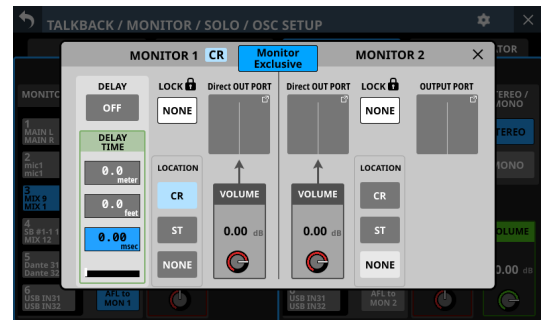 TALKBACK / MONITOR / SOLO / OSC SETUP
MONITOR 1 CR
Monitor
Exclusive
MONITOR 2
DELAY
OFF
DELAY
TIME
0.0
meter
0.0
feet
0.00
msec
LOCK
NONE
LOCATION
CR
ST
NONE
Direct OUT PORT
VOLUME
0.00 dB
Direct OUT PORT
VOLUME
0.00 dB
LOCK
NONE
LOCATION
CR
ST
NONE
OUTPUT PORT
MONITO
1
MAIN L
MAIN R
2
mic1
mic1
3
MIX 9
MIX 1
4
SB #1-1 1
MIX 12
5
Dante 31
Dante 32
6
USB IN31
USB IN32
AFL to
MON 1
USB IN31
USB IN32
AFL to
MON 2
TOR
EREO /
MONO
TEREO
MONO
OLUME
0.00 dB